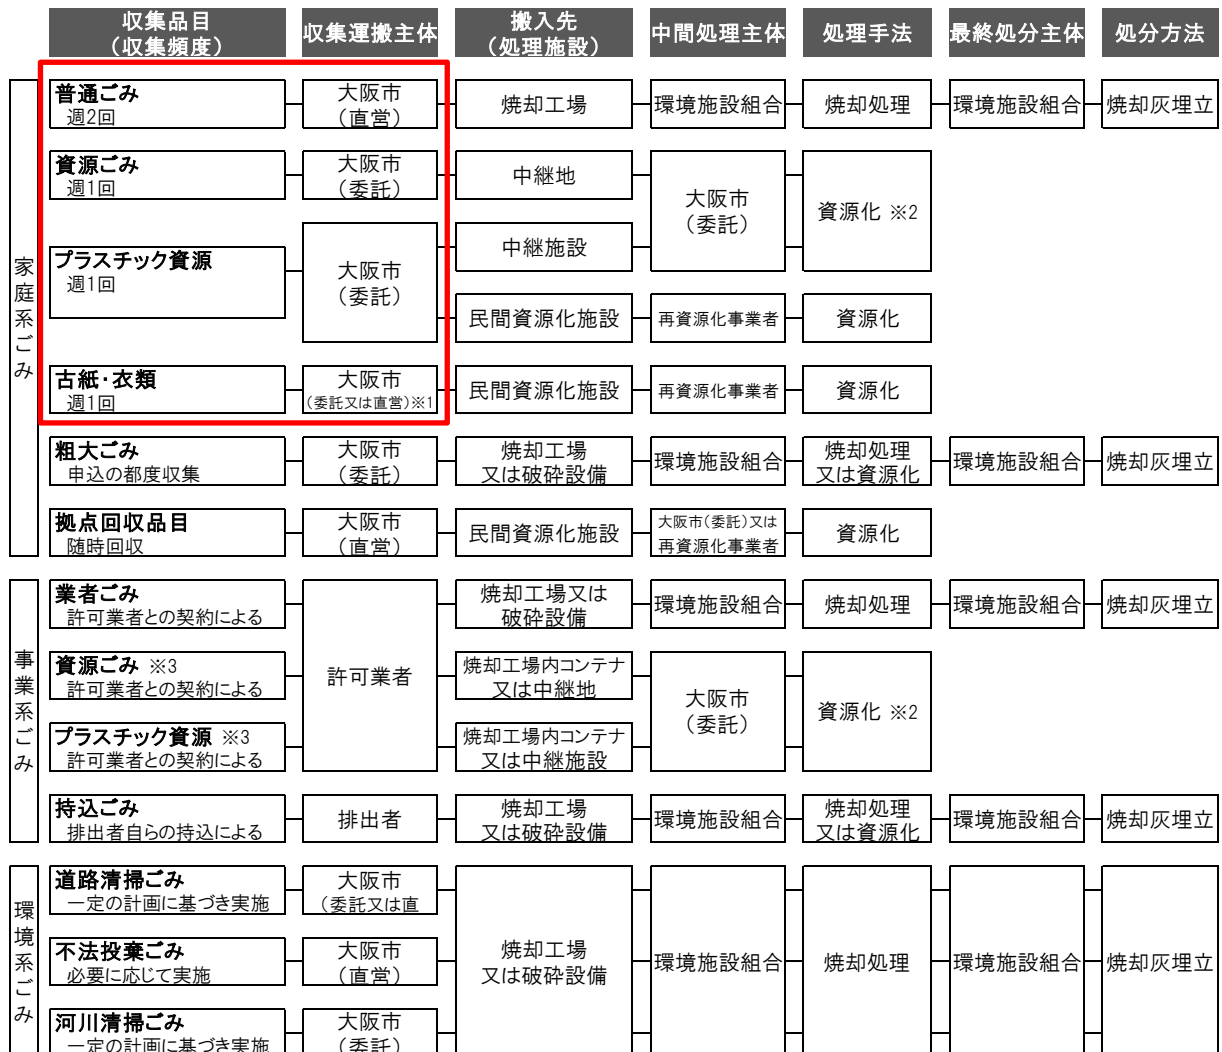 収集品目
（収集頻度）
収集運搬主体
搬入先
（処理施設）
中間処理主体
処理手法
最終処分主体
処分方法
家庭系ごみ
普通ごみ
週2回
大阪市
（直営）
焼却工場
環境施設組合
焼却処理
環境施設組合
焼却灰埋立
資源ごみ
週1回
大阪市
（委託）
中継地
大阪市
（委託）
資源化 ※2
プラスチック資源
週1回
大阪市
（委託）
中継施設
民間資源化施設
再資源化事業者
資源化
古紙・衣類
週1回
大阪市
（委託又は直営）※1
民間資源化施設
再資源化事業者
資源化
粗大ごみ
申込の都度収集
大阪市
（委託）
焼却工場
又は破砕設備
環境施設組合
焼却処理
又は資源化
環境施設組合
焼却灰埋立
拠点回収品目
随時回収
大阪市
（直営）
民間資源化施設
大阪市（委託）又は
再資源化事業者
資源化
事業系ごみ
業者ごみ
許可業者との契約による
許可業者
焼却工場又は
破砕設備
環境施設組合
焼却処理
環境施設組合
焼却灰埋立
資源ごみ ※3
許可業者との契約による
焼却工場内コンテナ
又は中継地
大阪市
（委託）
資源化 ※2
プラスチック資源 ※3
許可業者との契約による
焼却工場内コンテナ
又は中継施設
持込ごみ
排出者自らの持込による
排出者
焼却工場
又は破砕設備
環境施設組合
焼却処理
又は資源化
環境施設組合
焼却灰埋立
環境系ごみ
道路清掃ごみ
一定の計画に基づき実施
大阪市
（委託又は直
焼却工場
又は破砕設備
環境施設組合
焼却処理
環境施設組合
焼却灰埋立
不法投棄ごみ
必要に応じて実施
大阪市
（直営）
河川清掃ごみ
一定の計画に基づき実施
大阪市
（委託）